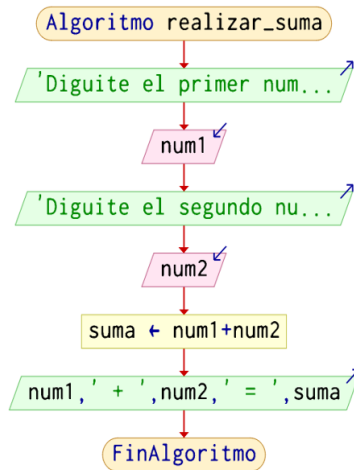 Algoritmo realizar_suma
'Diguite el primer num...
num1
'Diguite el segundo nu...
num2
suma ← num1+num2
num1,' + ',num2,' = ',suma
FinAlgoritmo